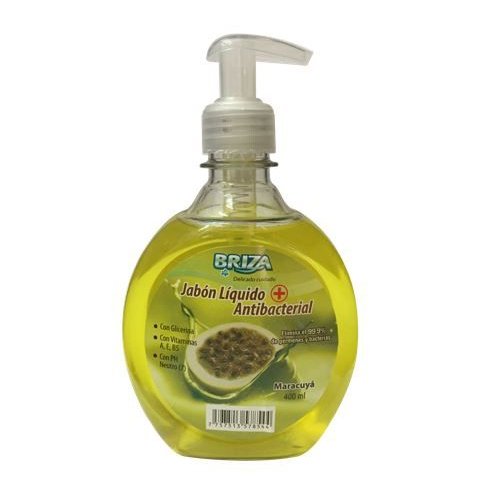 BRIZA
Delicado cuidado
Jabón Líquido +
Antibacterial
Elimina el 99.9%
de gérmenes y bacterias
• Con Glicerina
• Con Vitaminas
A, E, B5
• Con PH
Neutro (7)
Maracuyá
400 ml